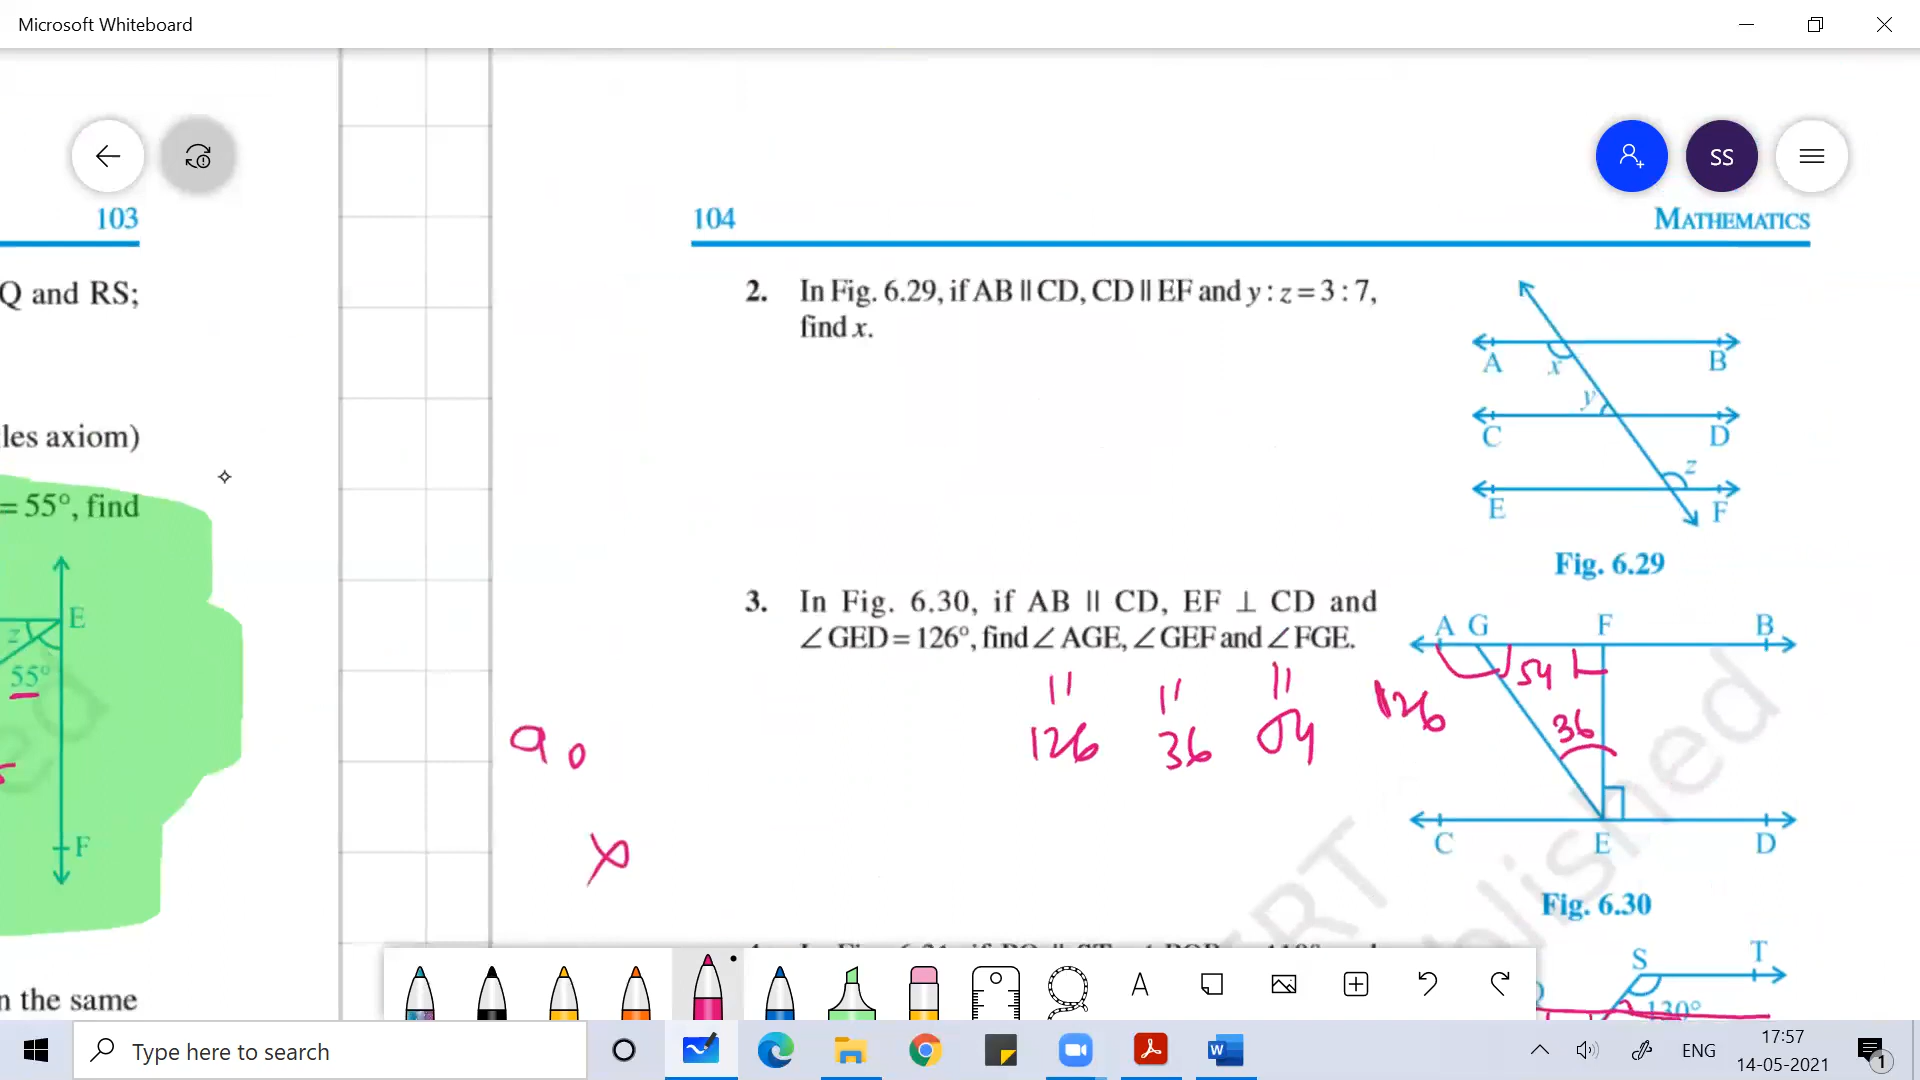 Microsoft Whiteboard
SS
103
Q and RS;
les axiom)
= 55°, find
E
z
55°
F
n the same
104
MATHEMATICS
2. In Fig. 6.29, if AB || CD, CD || EF and y : z = 3 : 7,
find x.
A
B
x
y
C
D
z
E
F
Fig. 6.29
3. In Fig. 6.30, if AB || CD, EF ⊥ CD and
∠GED = 126°, find ∠ AGE, ∠ GEF and ∠ FGE.
126
36
54
126
A G F B
54
36
C E D
Fig. 6.30
S T
130°
A
Type here to search
ENG
17:57
14-05-2021
1